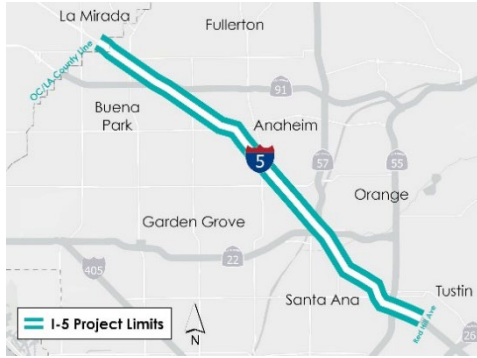 La Mirada
Fullerton
OC/LA County Line
91
Buena
Park
Anaheim
5
57
55
Orange
Garden Grove
22
405
Santa Ana
Tustin
Red Hill Ave
26
I-5 Project Limits
N